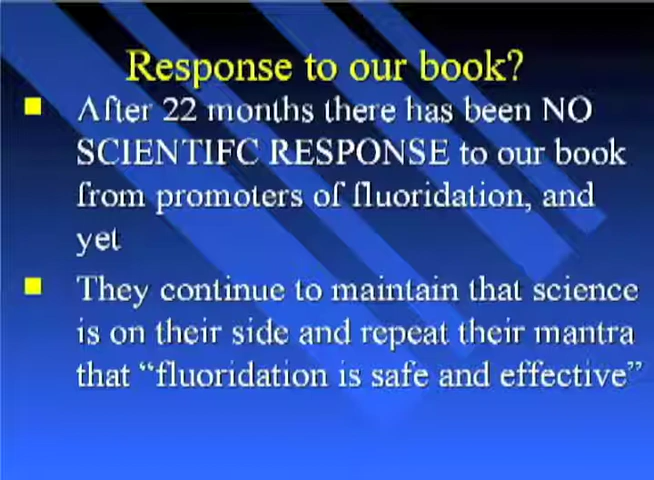 Response to our book?
After 22 months there has been NO
SCIENTIFC RESPONSE to our book
from promoters of fluoridation, and
yet
They continue to maintain that science
is on their side and repeat their mantra
that “fluoridation is safe and effective”